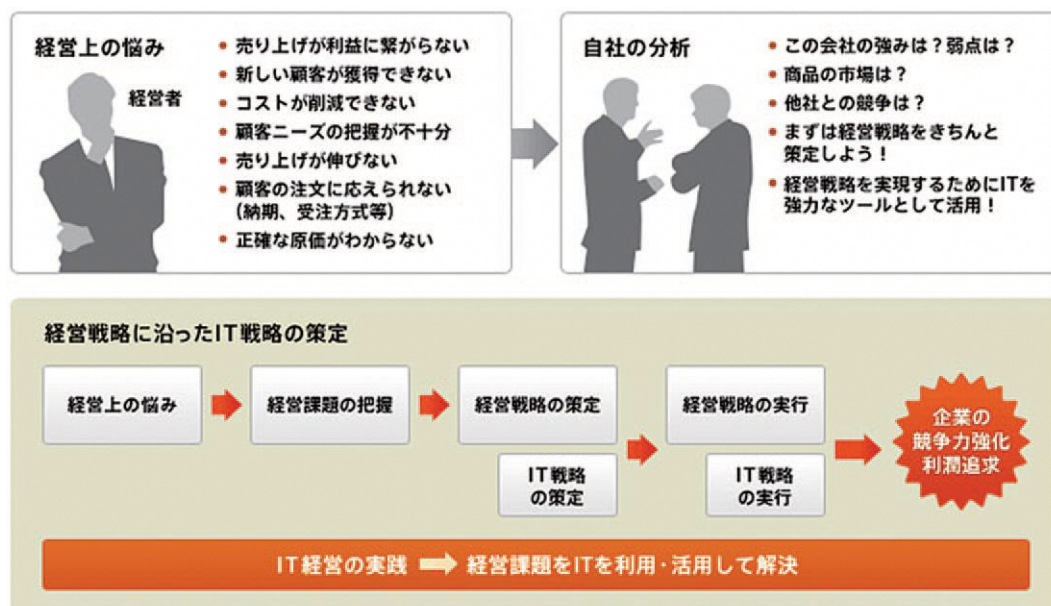 経営上の悩み
経営者
売り上げが利益に繋がらない
新しい顧客が獲得できない
コストが削減できない
顧客ニーズの把握が不十分
売り上げが伸びない
顧客の注文に応えられない
(納期、受注方式等)
正確な原価がわからない
自社の分析
この会社の強みは？弱点は？
商品の市場は？
他社との競争は？
まずは経営戦略をきちんと
策定しよう！
経営戦略を実現するためにITを
強力なツールとして活用！
経営戦略に沿ったIT戦略の策定
経営上の悩み
経営課題の把握
経営戦略の策定
IT戦略
の策定
経営戦略の実行
IT戦略
の実行
企業の
競争力強化
利潤追求
IT経営の実践 経営課題をITを利用・活用して解決